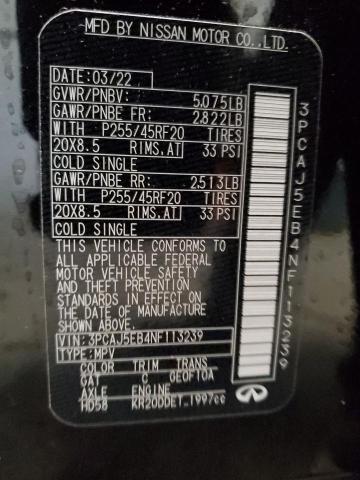 MFD BY NISSAN MOTOR CO.,LTD.
DATE:03/22
GVWR/PNBV: 5,075LB
GAWR/PNBE FR: 2,822LB
WITH P255/45RF20 TIRES
20X8.5 RIMS,AT 33 PSI
COLD SINGLE
GAWR/PNBE RR: 2,513LB
WITH P255/45RF20 TIRES
20X8.5 RIMS,AT 33 PSI
COLD SINGLE
THIS VEHICLE CONFORMS TO
ALL APPLICABLE FEDERAL
MOTOR VEHICLE SAFETY
AND THEFT PREVENTION
STANDARDS IN EFFECT ON
THE DATE OF MANUFACTURE
SHOWN ABOVE
VIN:3PCAJ5EB4NF113239
TYPE:MPV
COLOR TRIM TRANS
GAT C GEOFT0A
AXLE ENGINE
HD58 KR20DDET 1997cc
3PCAJ5EB4NF113239